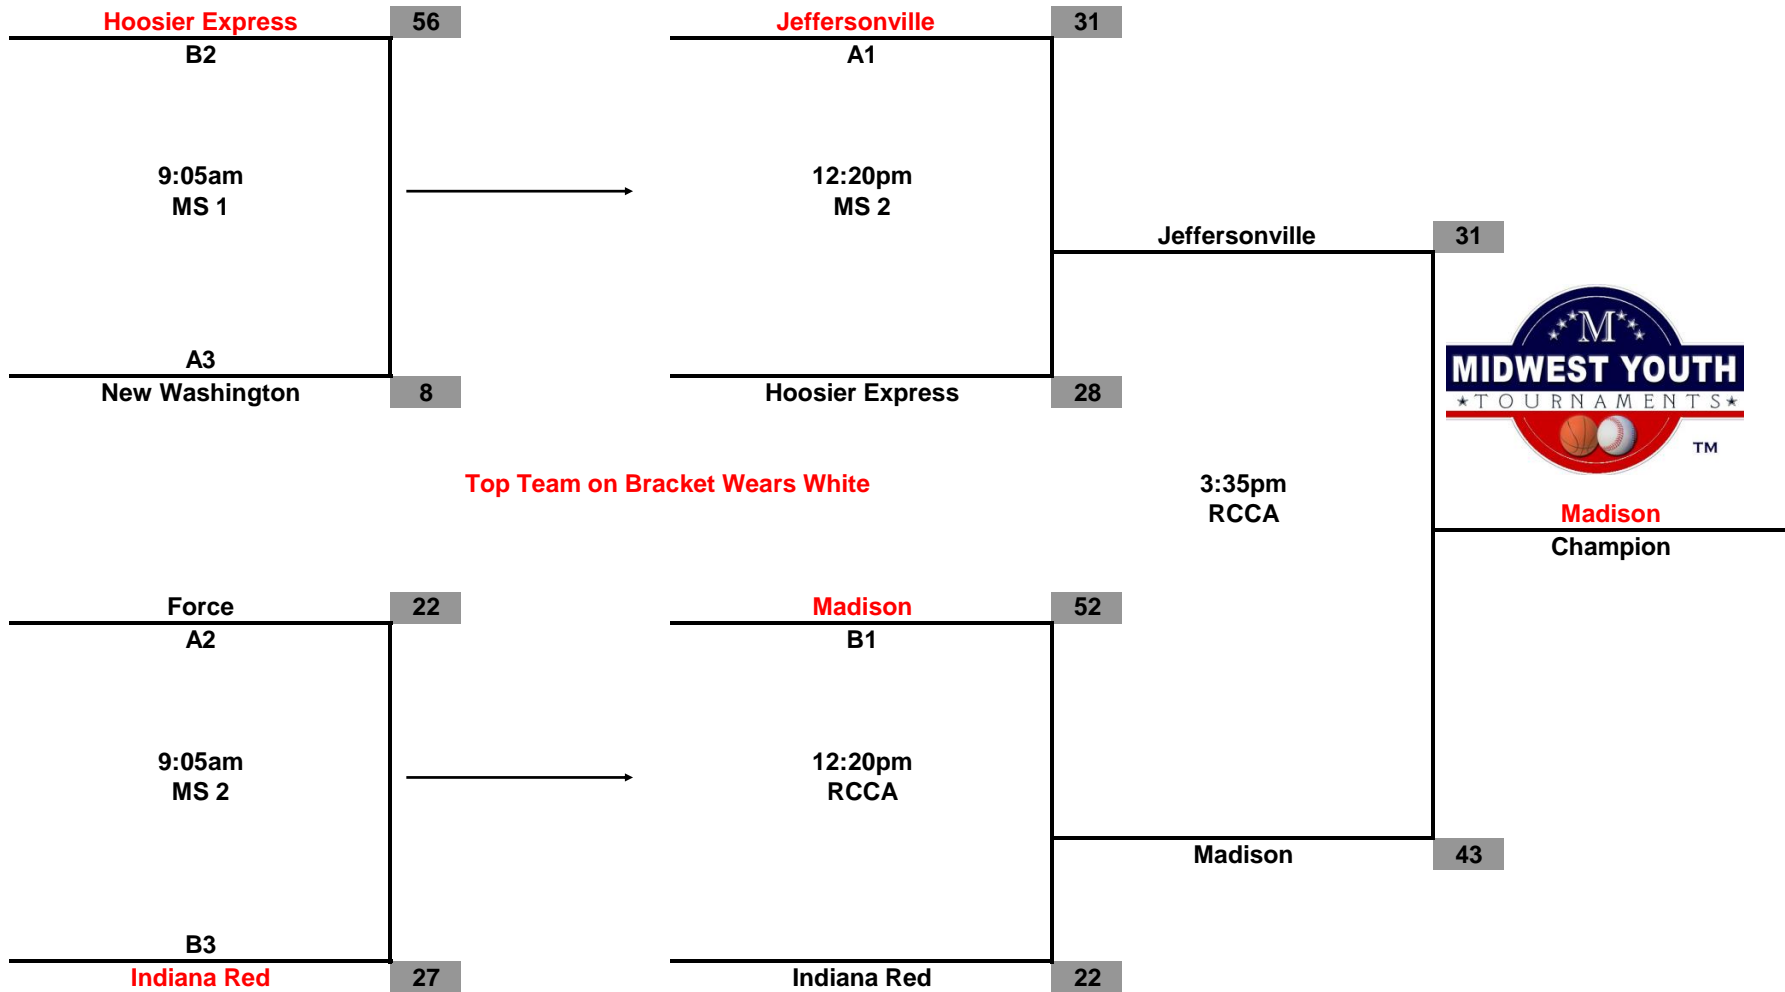 Hoosier Express 56
B2
9:05am
MS 1
A3
New Washington 8
Jeffersonville 31
A1
12:20pm
MS 2
Hoosier Express 28
Jeffersonville 31
M
MIDWEST YOUTH
TOURNAMENTS
TM
Top Team on Bracket Wears White
3:35pm
RCCA
Madison
Champion
Force 22
A2
9:05am
MS 2
B3
Indiana Red 27
Madison 52
B1
12:20pm
RCCA
Indiana Red 22
Madison 43